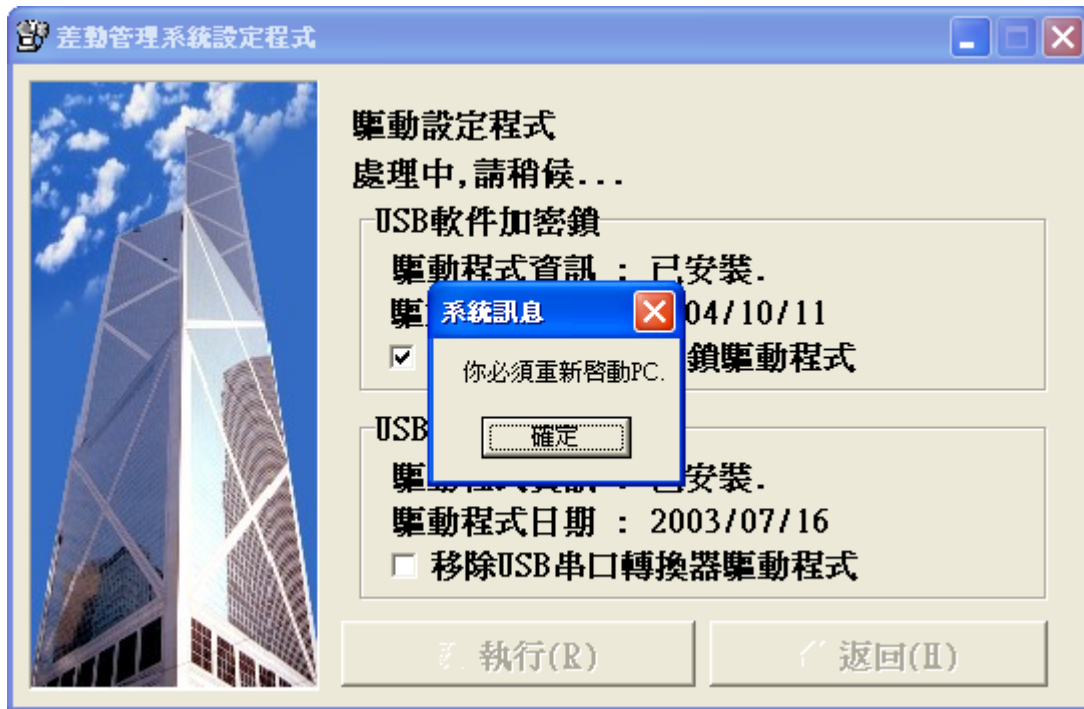 差勤管理系統設定程式
驅動設定程式
處理中,請稍侯...
USB軟件加密鎖
驅動程式資訊 : 已安裝.
系統訊息
04/10/11
你必須重新啓動PC.
鎖驅動程式
確定
USB
安裝.
驅動程式日期 : 2003/07/16
移除USB串口轉換器驅動程式
執行(R)
返回(H)